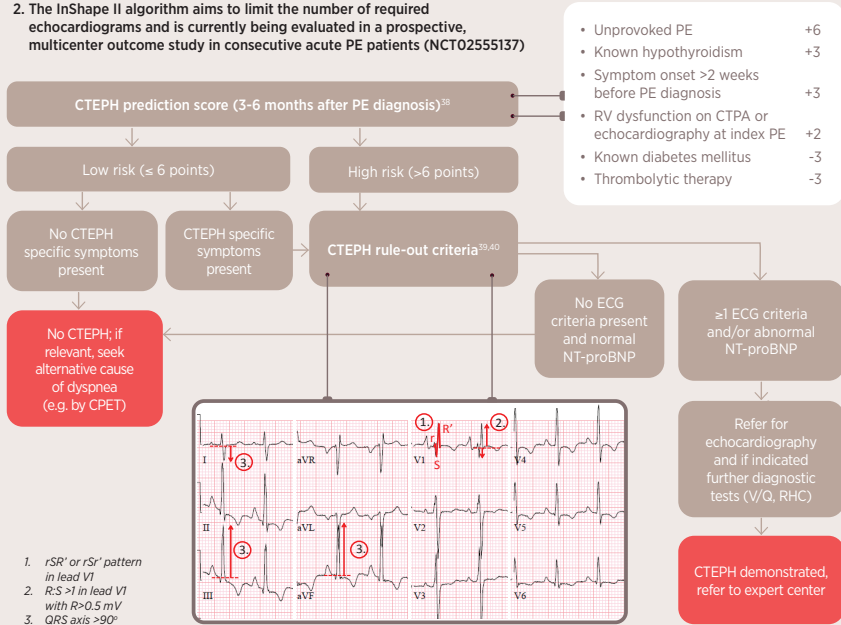 2. The InShape II algorithm aims to limit the number of required
echocardiograms and is currently being evaluated in a prospective,
multicenter outcome study in consecutive acute PE patients (NCT02555137)
• Unprovoked PE +6
• Known hypothyroidism +3
• Symptom onset >2 weeks
before PE diagnosis +3
• RV dysfunction on CTPA or
echocardiography at index PE +2
• Known diabetes mellitus -3
• Thrombolytic therapy -3
CTEPH prediction score (3-6 months after PE diagnosis)38
Low risk (≤ 6 points)
High risk (>6 points)
No CTEPH
specific symptoms
present
CTEPH specific
symptoms
present
CTEPH rule-out criteria39,40
No CTEPH; if
relevant, seek
alternative cause
of dyspnea
(e.g. by CPET)
No ECG
criteria present
and normal
NT-proBNP
≥1 ECG criteria
and/or abnormal
NT-proBNP
Refer for
echocardiography
and if indicated
further diagnostic
tests (V/Q, RHC)
CTEPH demonstrated,
refer to expert center
I 3. aVR V1 1. r R' S 2. V4
II aVL V2 V5
III 3. aVF 3. V3 V6
1. rSR' or rSr' pattern
in lead V1
2. R:S >1 in lead V1
with R>0.5 mV
3. QRS axis >90°